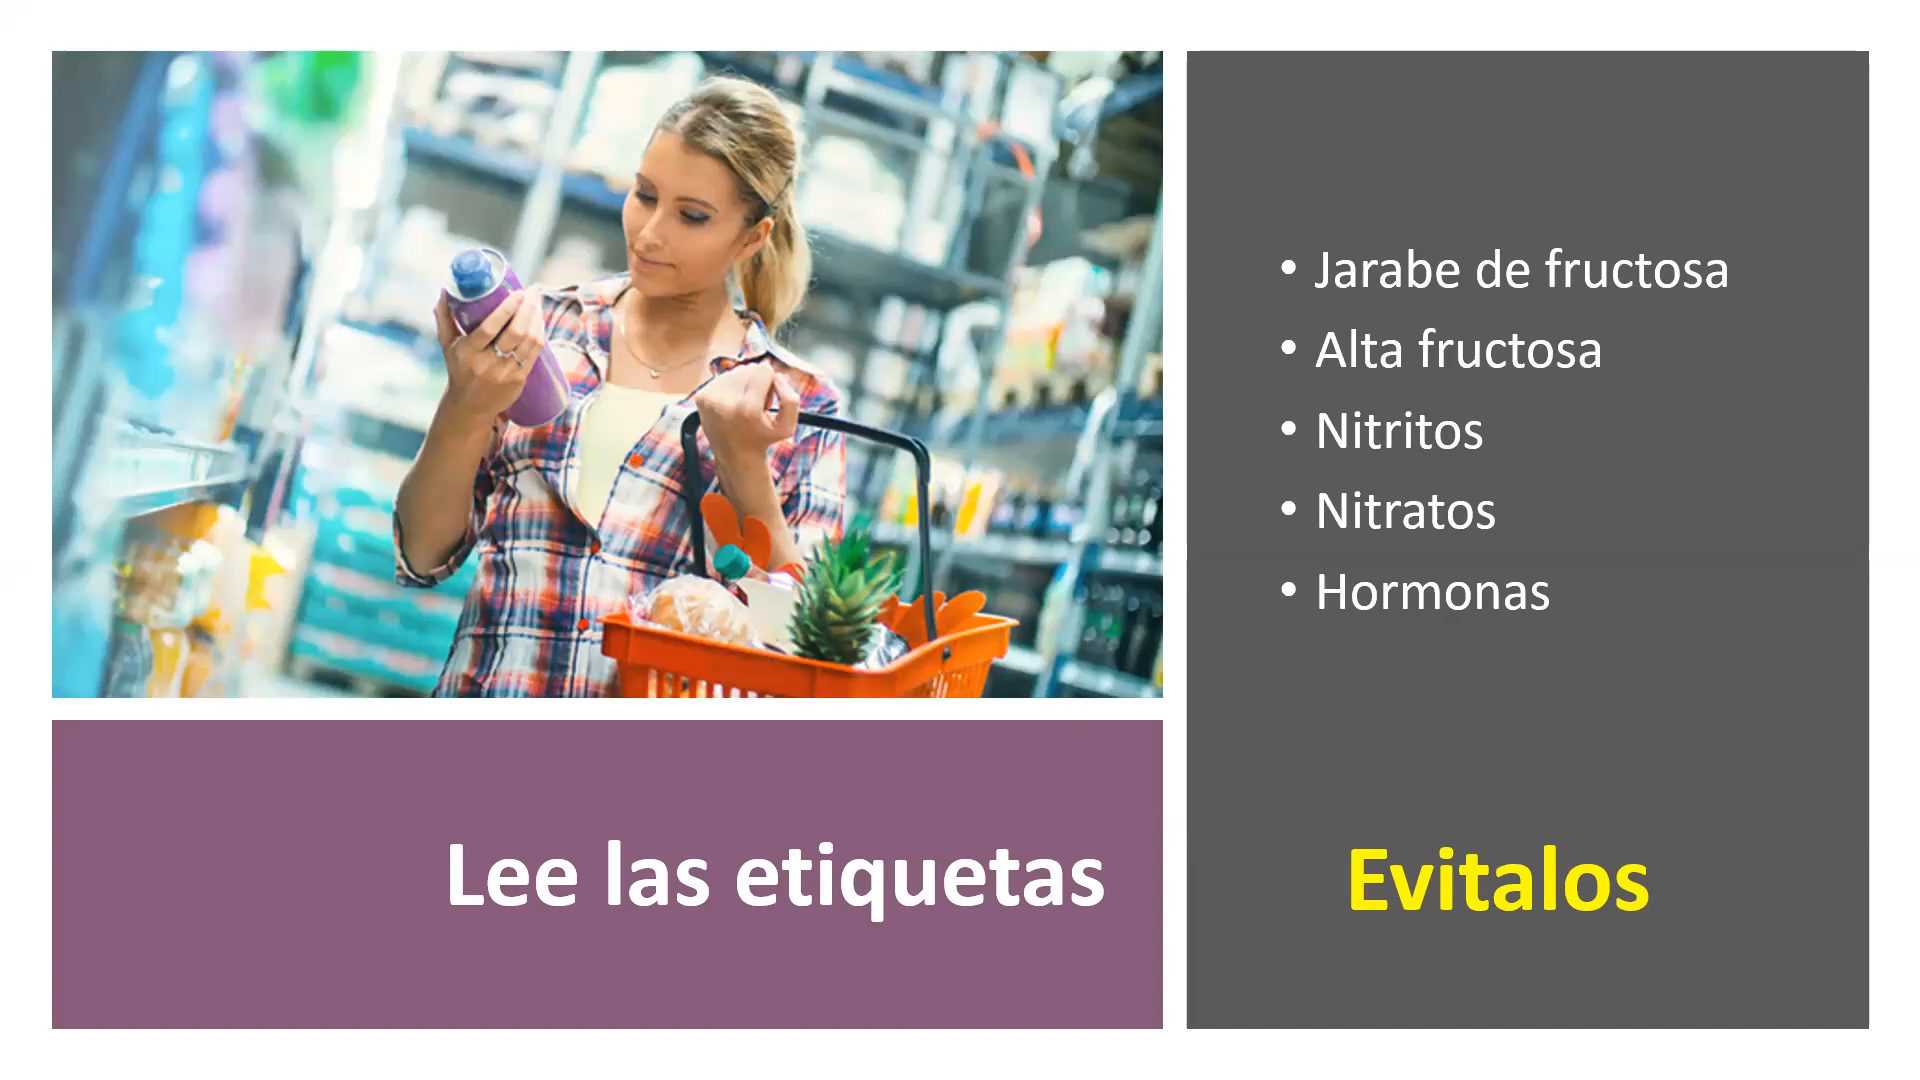 Lee las etiquetas
• Jarabe de fructosa
• Alta fructosa
• Nitritos
• Nitratos
• Hormonas
Evitalos